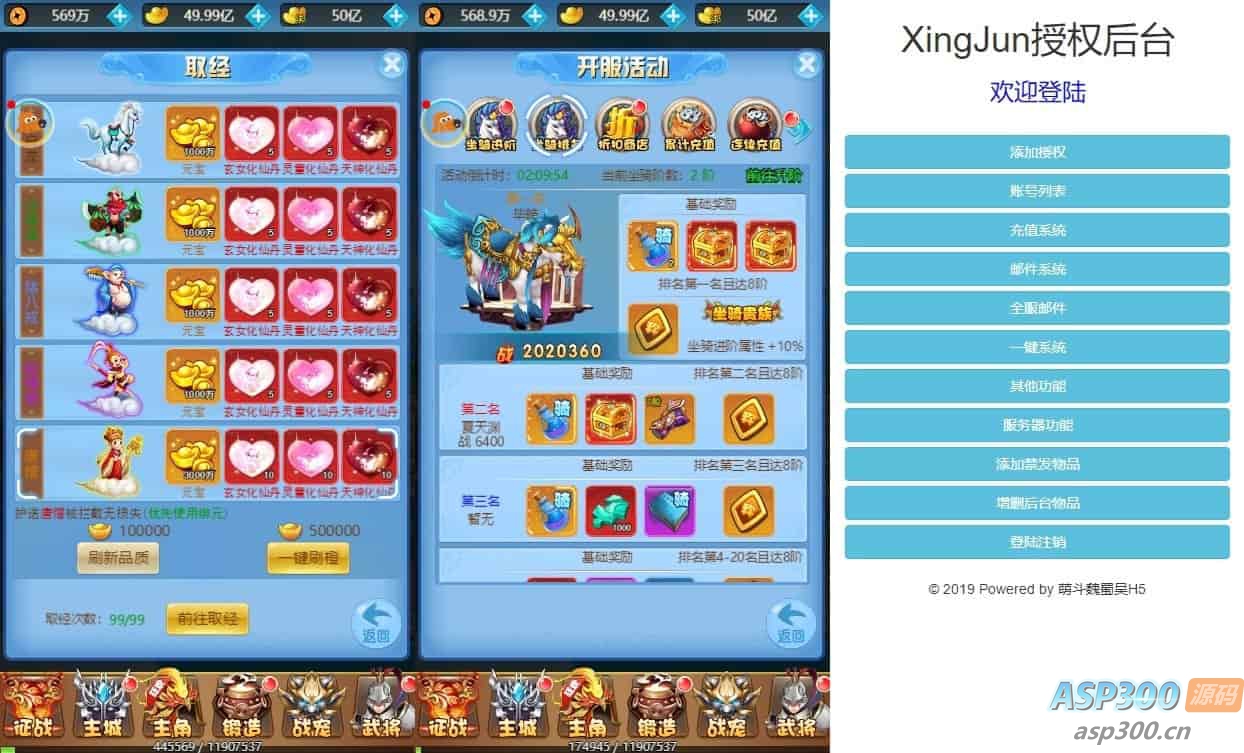 569万
49.99亿
50亿
取经
1000万
5
5
5
元宝
玄女化仙丹
灵童化仙丹
天神化仙丹
1000万
5
5
5
元宝
玄女化仙丹
灵童化仙丹
天神化仙丹
猪八戒
1000万
5
5
5
元宝
玄女化仙丹
灵童化仙丹
天神化仙丹
1000万
5
5
5
元宝
玄女化仙丹
灵童化仙丹
天神化仙丹
唐僧
3000万
10
10
10
元宝
玄女化仙丹
灵童化仙丹
天神化仙丹
护送唐僧被拦截无损失(优先使用绑元)
100000
500000
刷新品质
一键刷橙
取经次数: 99/99
前往取经
返回
征战
主城
主角
锻造
战宠
武将
445569 / 11907537
568.9万
49.99亿
50亿
开服活动
坐骑进阶
坐骑排行
折
折扣商店
累计充值
连续充值
活动倒计时: 02:09:54
当前坐骑阶数: 2 阶
前往升阶
第一名
基础奖励
骑
排名第一名且达8阶
坐骑贵族
坐骑进阶属性 +10%
战 2020360
基础奖励
排名第二名且达8阶
第二名
夏天渊
战 6400
骑
基础奖励
排名第三名且达8阶
第三名
暂无
骑
1000
骑
基础奖励
排名第4-20名且达8阶
返回
征战
主城
主角
锻造
战宠
武将
174945 / 11907537
XingJun授权后台
欢迎登陆
添加授权
账号列表
充值系统
邮件系统
全服邮件
一键系统
其他功能
服务器功能
添加禁发物品
增删后台物品
登陆注销
© 2019 Powered by 萌斗魏蜀吴H5
ASP300 源码
asp300.cn